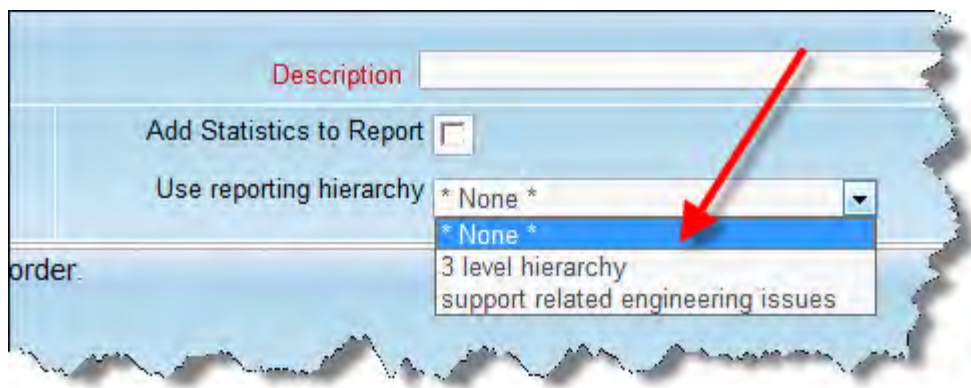 Description
Add Statistics to Report
Use reporting hierarchy * None *
* None *
3 level hierarchy
order.
support related engineering issues